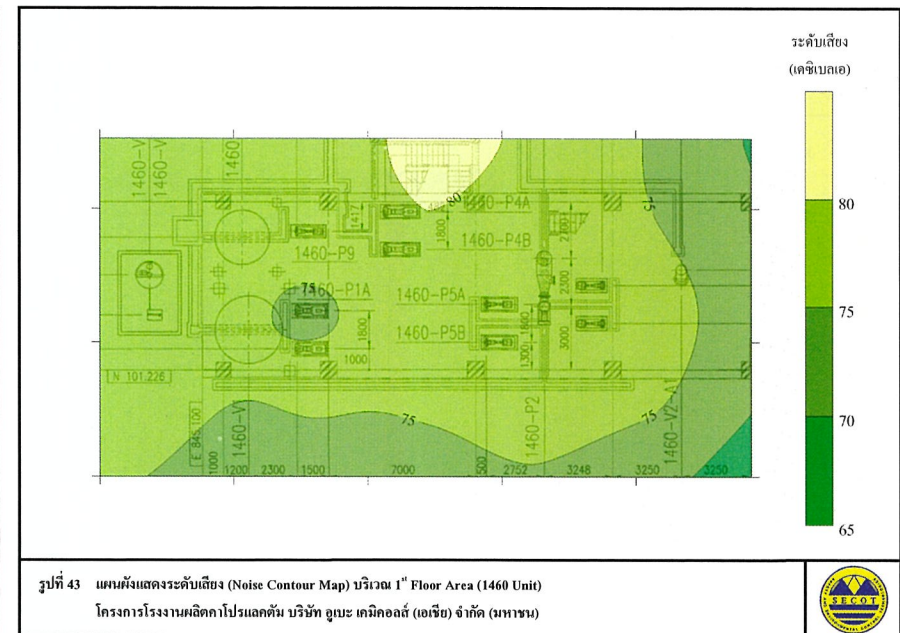 ระดับเสียง
(เดซิเบลเอ)
80
75
70
65
1460-V
1460-V
1460
80
1460-P4A
1417
1800
1460-P4B
1460-P9
75
2300
75
1460-P1A
1460-P5A
2300
1460-P5B
1800
1800
3000
1000
1300
N 101.226
75
75
E 845.100
1460-V
1460-P2
1460-V2-A1
1000
1200
2300
1500
7000
500
2752
3248
3250
3250
รูปที่ 43 แผนผังแสดงระดับเสียง (Noise Contour Map) บริเวณ 1st Floor Area (1460 Unit)
โครงการโรงงานผลิตคาโปรแลคตัม บริษัท อูเบะ เคมิคอลส์ (เอเชีย) จำกัด (มหาชน)
SECOT